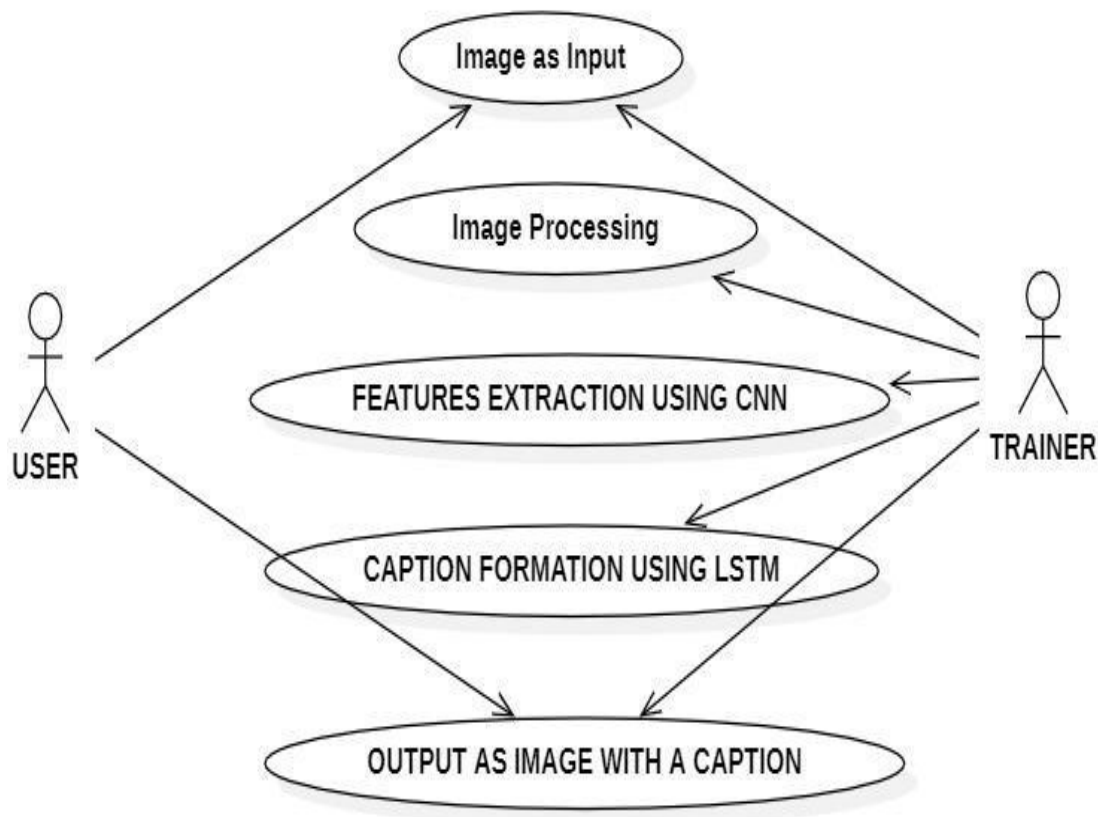 Image as Input
Image Processing
FEATURES EXTRACTION USING CNN
USER
TRAINER
CAPTION FORMATION USING LSTM
OUTPUT AS IMAGE WITH A CAPTION